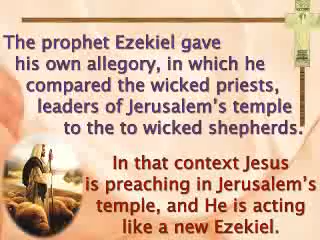 The prophet Ezekiel gave
his own allegory, in which he
compared the wicked priests,
leaders of Jerusalem's temple
to the to wicked shepherds.
In that context Jesus
is preaching in Jerusalem's
temple, and He is acting
like a new Ezekiel.